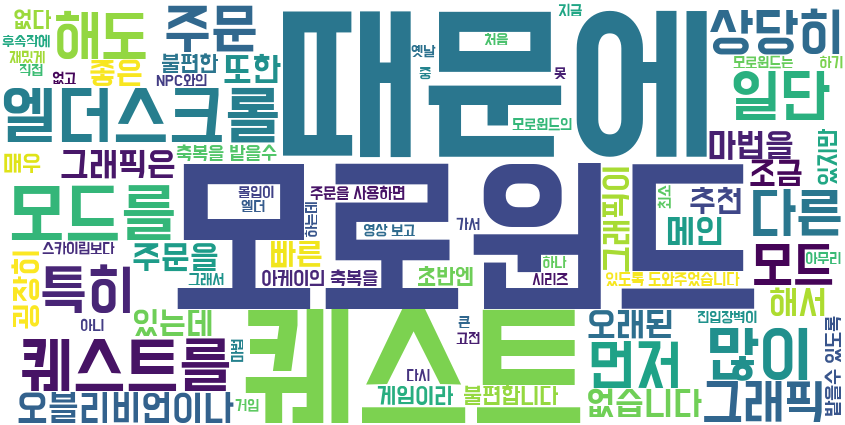 없다
해도
주문
때문에
지금
상당히
후속작에
재밌게
직접
없고
좋은
불편한
NPC와의
또한
옛날
중
처음
못
모로윈드는
하기
엘더스크롤
모로윈드의
일단
매우
그래픽은
축복을 밭을수
마법을
조금
있지만
모드를
몰입이
엘더
주문을 사용하면
하는데
영상 보고
가서
모로윈드
그래픽이
최소
추천
메인
다른
스카이림보다
주문을
빠른
그래서
아케이의 축복을
초반엔
하나
시리즈
있도록 도와주었습니다
모드
아무리
굉장히
특히
아니
있는데
마법
퀘스트
큰
고전
오래된
해서
진입장벽이
밭을수 있도록
퀘스트를
다시
먼저
많이
오블리비언이나
거임
게임이라
불편합니다
없습니다
그래픽